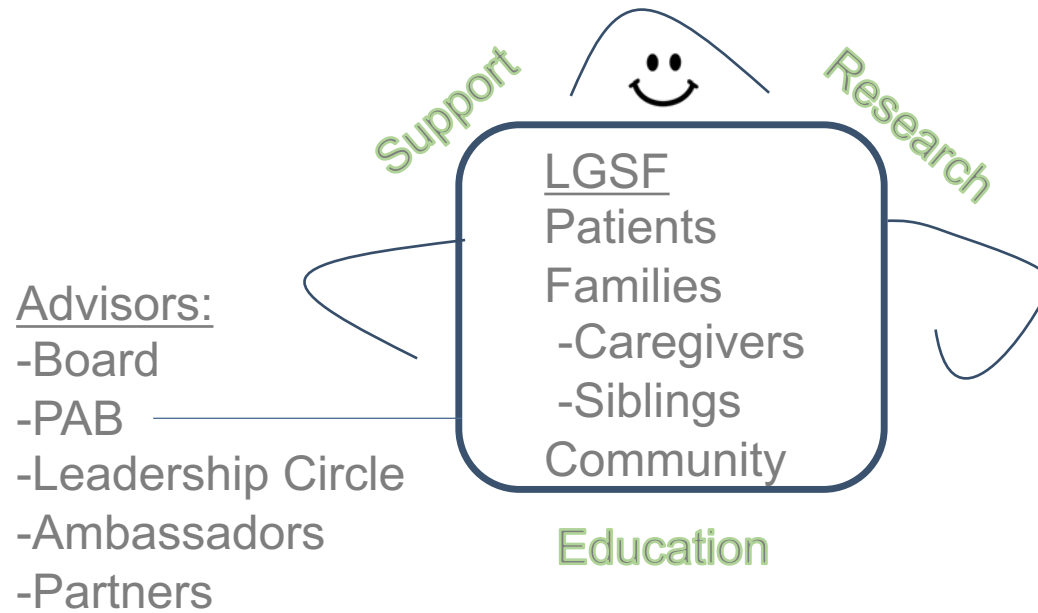 Support
Research
LGSF
Patients
Families
-Caregivers
-Siblings
Community
Advisors:
-Board
-PAB
-Leadership Circle
-Ambassadors
-Partners
Education